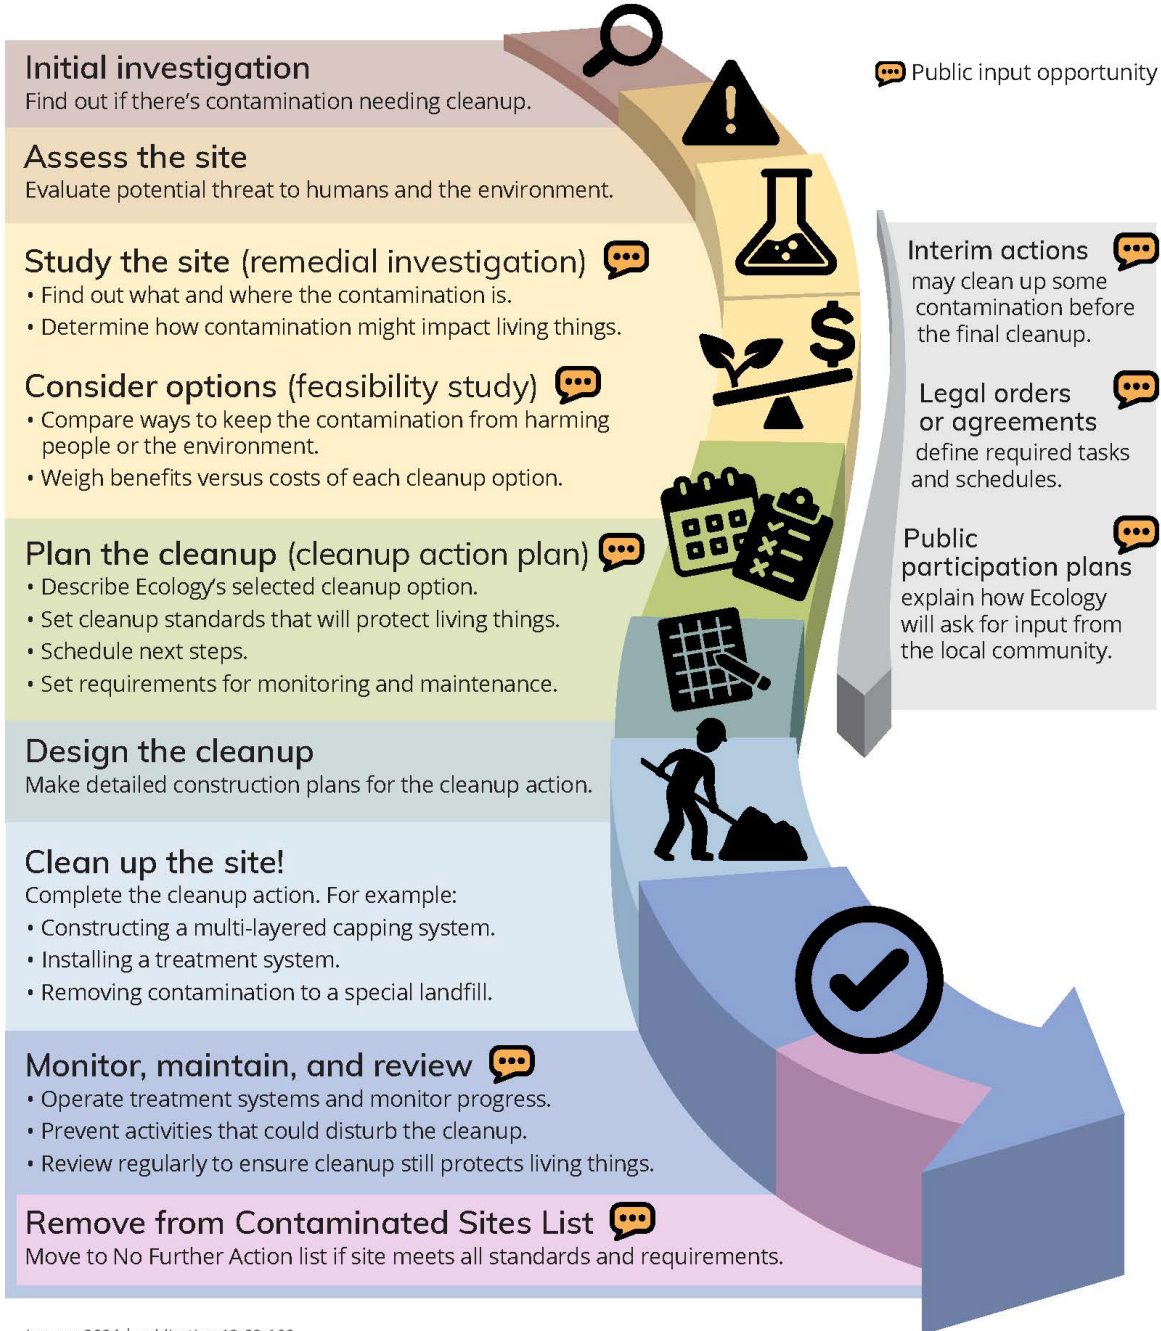 Initial investigation
Find out if there's contamination needing cleanup.
Public input opportunity
Assess the site
Evaluate potential threat to humans and the environment.
Study the site (remedial investigation)
• Find out what and where the contamination is.
• Determine how contamination might impact living things.
Consider options (feasibility study)
• Compare ways to keep the contamination from harming
people or the environment.
• Weigh benefits versus costs of each cleanup option.
$
Plan the cleanup (cleanup action plan)
• Describe Ecology's selected cleanup option.
• Set cleanup standards that will protect living things.
• Schedule next steps.
• Set requirements for monitoring and maintenance.
Design the cleanup
Make detailed construction plans for the cleanup action.
Clean up the site!
Complete the cleanup action. For example:
• Constructing a multi-layered capping system.
• Installing a treatment system.
• Removing contamination to a special landfill.
Monitor, maintain, and review
• Operate treatment systems and monitor progress.
• Prevent activities that could disturb the cleanup.
• Review regularly to ensure cleanup still protects living things.
Remove from Contaminated Sites List
Move to No Further Action list if site meets all standards and requirements.
Interim actions
may clean up some
contamination before
the final cleanup.
Legal orders
or agreements
define required tasks
and schedules.
Public
participation plans
explain how Ecology
will ask for input from
the local community.